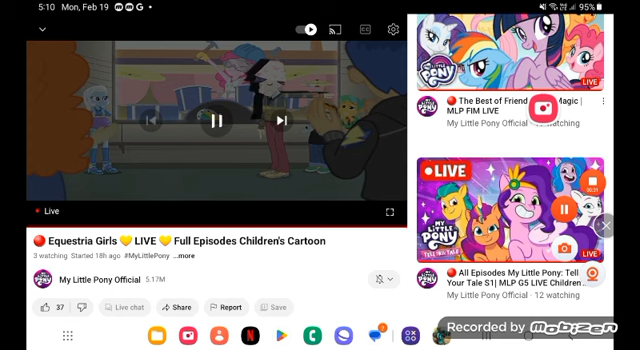 5:10 Mon, Feb 19
95%
CC
Live
🔴 Equestria Girls 💛 LIVE 💛 Full Episodes Children's Cartoon
3 watching Started 18h ago #MyLittlePony ...more
My Little Pony Official 5.17M
37
Live chat
Share
Report
Save
LIVE
🔴 The Best of Friend
Magic |
MLP FIM LIVE
My Little Pony Official
watching
LIVE
MY LITTLE PONY
TELL YOUR TALE
LIVE
🔴 All Episodes My Little Pony: Tell
Your Tale S1| MLP G5 LIVE Children...
My Little Pony Official • 12 watching
Recorded by Mobizen